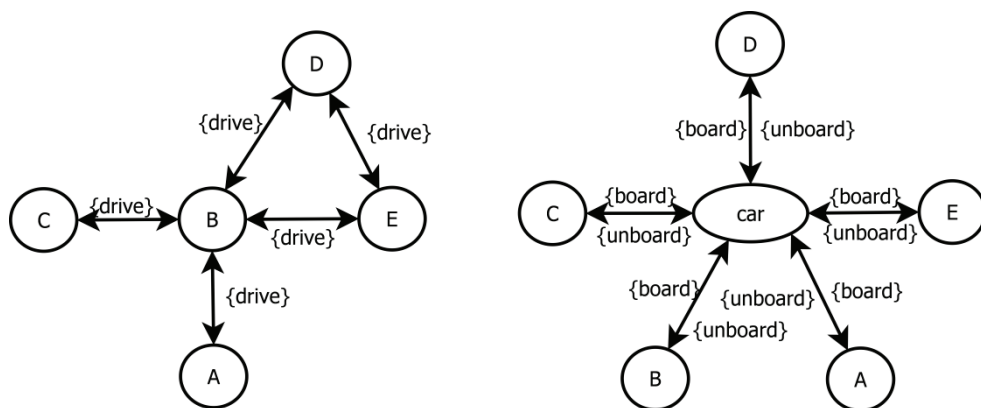 D
{drive}
{drive}
C
{drive}
B
E
{drive}
{drive}
A
D
{board}
{unboard}
C
{board}
{unboard}
car
{board}
{unboard}
E
{board}
{unboard}
{unboard}
{board}
B
A